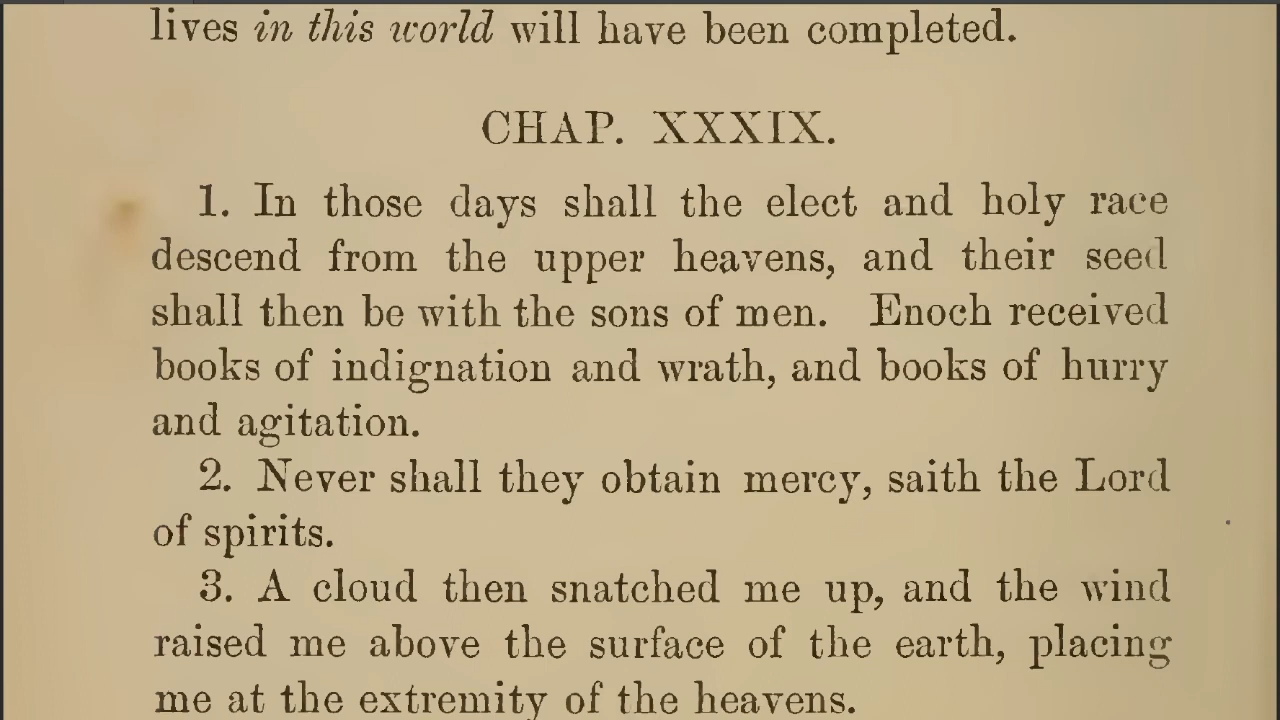 lives in this world will have been completed.
CHAP. XXXIX.
1. In those days shall the elect and holy race
descend from the upper heavens, and their seed
shall then be with the sons of men. Enoch received
books of indignation and wrath, and books of hurry
and agitation.
2. Never shall they obtain mercy, saith the Lord
of spirits.
3. A cloud then snatched me up, and the wind
raised me above the surface of the earth, placing
me at the extremity of the heavens.